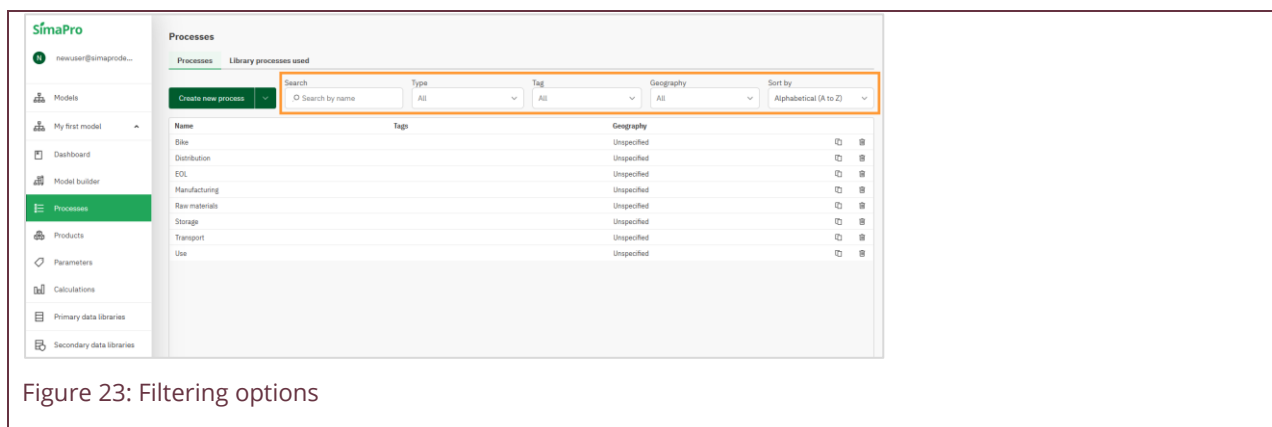 SimaPro
N newuser@simaprode...
Models
My first model
Dashboard
Model builder
Processes
Products
Parameters
Calculations
Primary data libraries
Secondary data libraries
Processes
Processes Library processes used
Search Type Tag Geography Sort by
Create new process Search by name All All All Alphabetical (A to Z)
Name Tags Geography
Bike Unspecified
Distribution Unspecified
EOL Unspecified
Manufacturing Unspecified
Raw materials Unspecified
Storage Unspecified
Transport Unspecified
Use Unspecified
Figure 23: Filtering options